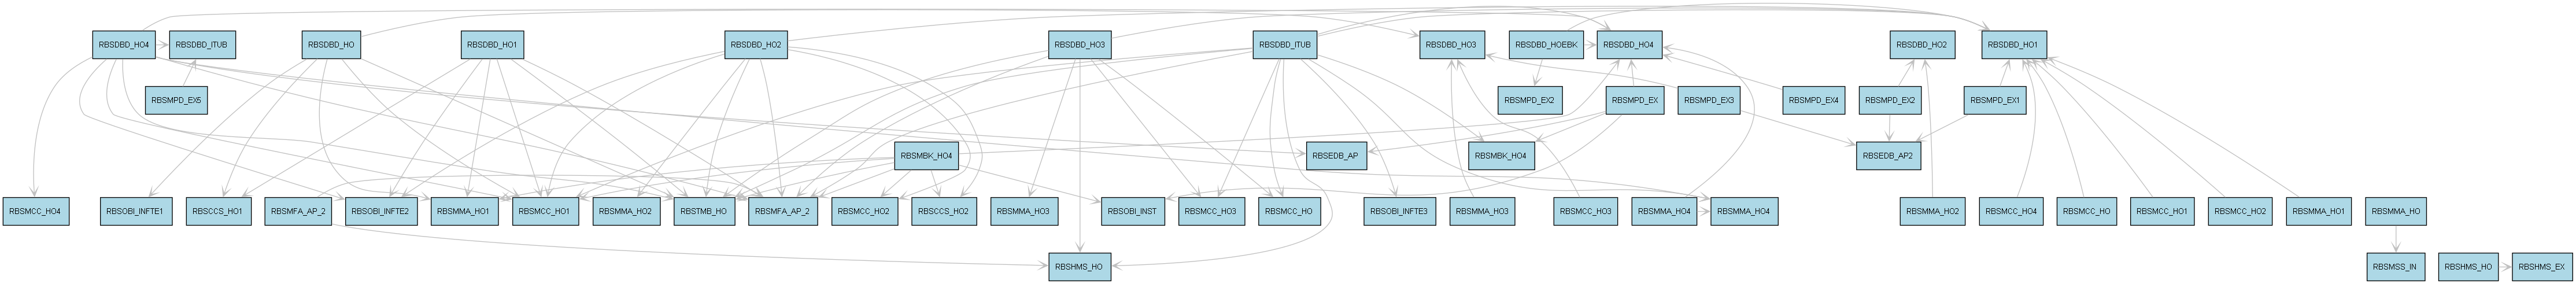 RBSDBD_HO4
RBSDBD_ITUB
RBSDBD_HO
RBSDBD_HO1
RBSDBD_HO2
RBSDBD_HO3
RBSDBD_ITUB
RBSDBD_HO3
RBSDBD_HOEBK
RBSDBD_HO4
RBSDBD_HO2
RBSDBD_HO1
RBSMPD_EX5
RBSMPD_EX2
RBSMPD_EX
RBSMPD_EX3
RBSMPD_EX4
RBSMPD_EX2
RBSMPD_EX1
RBSMBK_HO4
RBSEDB_AP
RBSMBK_HO4
RBSEDB_AP2
RBSMCC_HO4
RBSOBI_INFTE1
RBSCCS_HO1
RBSMFA_AP_2
RBSOBI_INFTE2
RBSMMA_HO1
RBSMCC_HO1
RBSMMA_HO2
RBSTMB_HO
RBSMFA_AP_2
RBSMCC_HO2
RBSCCS_HO2
RBSMMA_HO3
RBSOBI_INST
RBSMCC_HO3
RBSMCC_HO
RBSOBI_INFTE3
RBSMMA_HO3
RBSMCC_HO3
RBSMMA_HO4
RBSMMA_HO4
RBSMMA_HO2
RBSMCC_HO4
RBSMCC_HO
RBSMCC_HO1
RBSMCC_HO2
RBSMMA_HO1
RBSMMA_HO
RBSHMS_HO
RBSMSS_IN
RBSHMS_HO
RBSHMS_EX